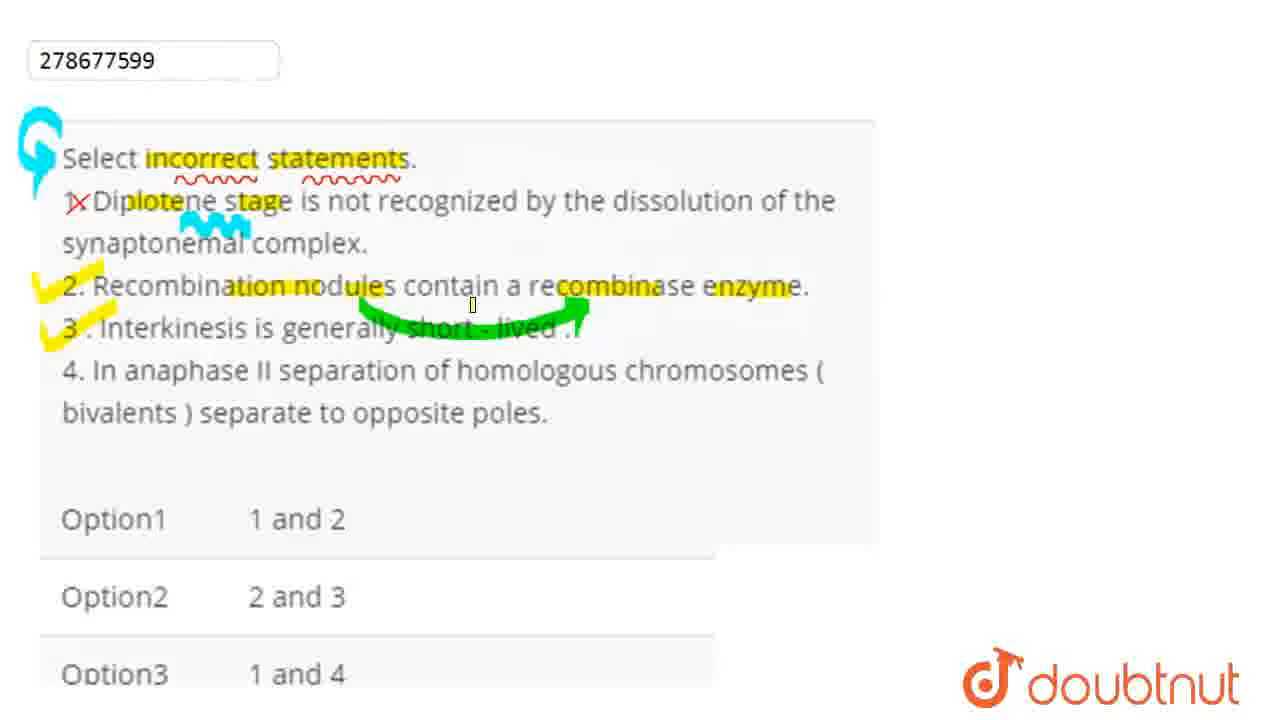 278677599
Select incorrect statements.
1. Diplotene stage is not recognized by the dissolution of the
synaptonemal complex.
2. Recombination nodules contain a recombinase enzyme.
3 . Interkinesis is generally short - lived .
4. In anaphase II separation of homologous chromosomes (
bivalents ) separate to opposite poles.
Option1 1 and 2
Option2 2 and 3
Option3 1 and 4
doubtnut